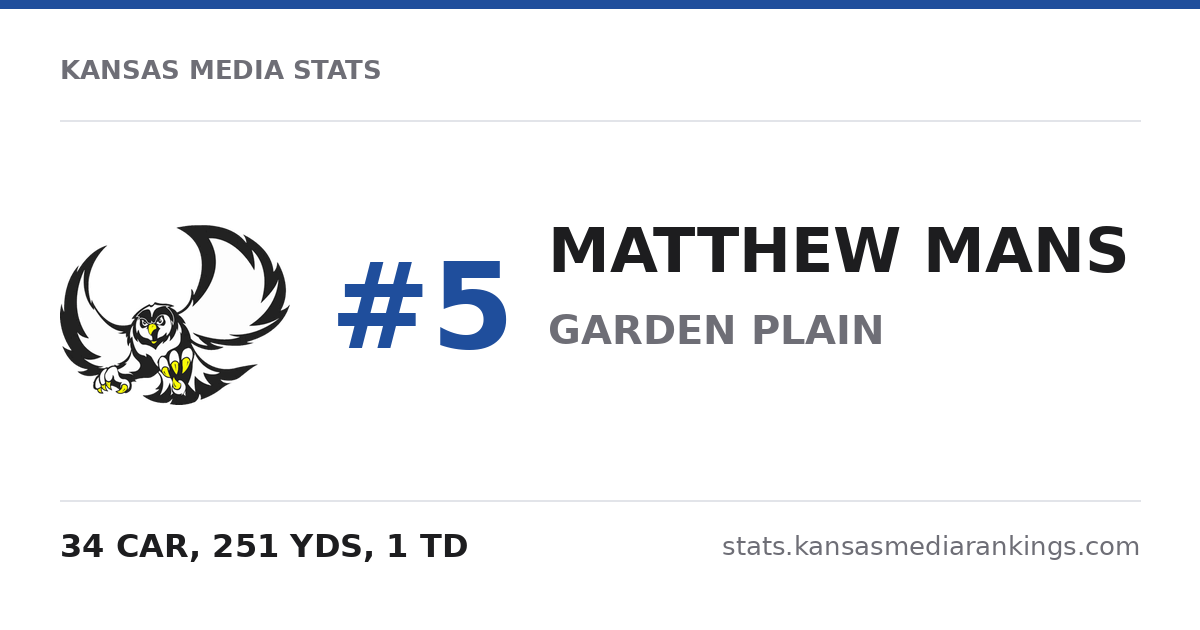 KANSAS MEDIA STATS
#5
MATTHEW MANS
GARDEN PLAIN
34 CAR, 251 YDS, 1 TD
stats.kansasmediarankings.com